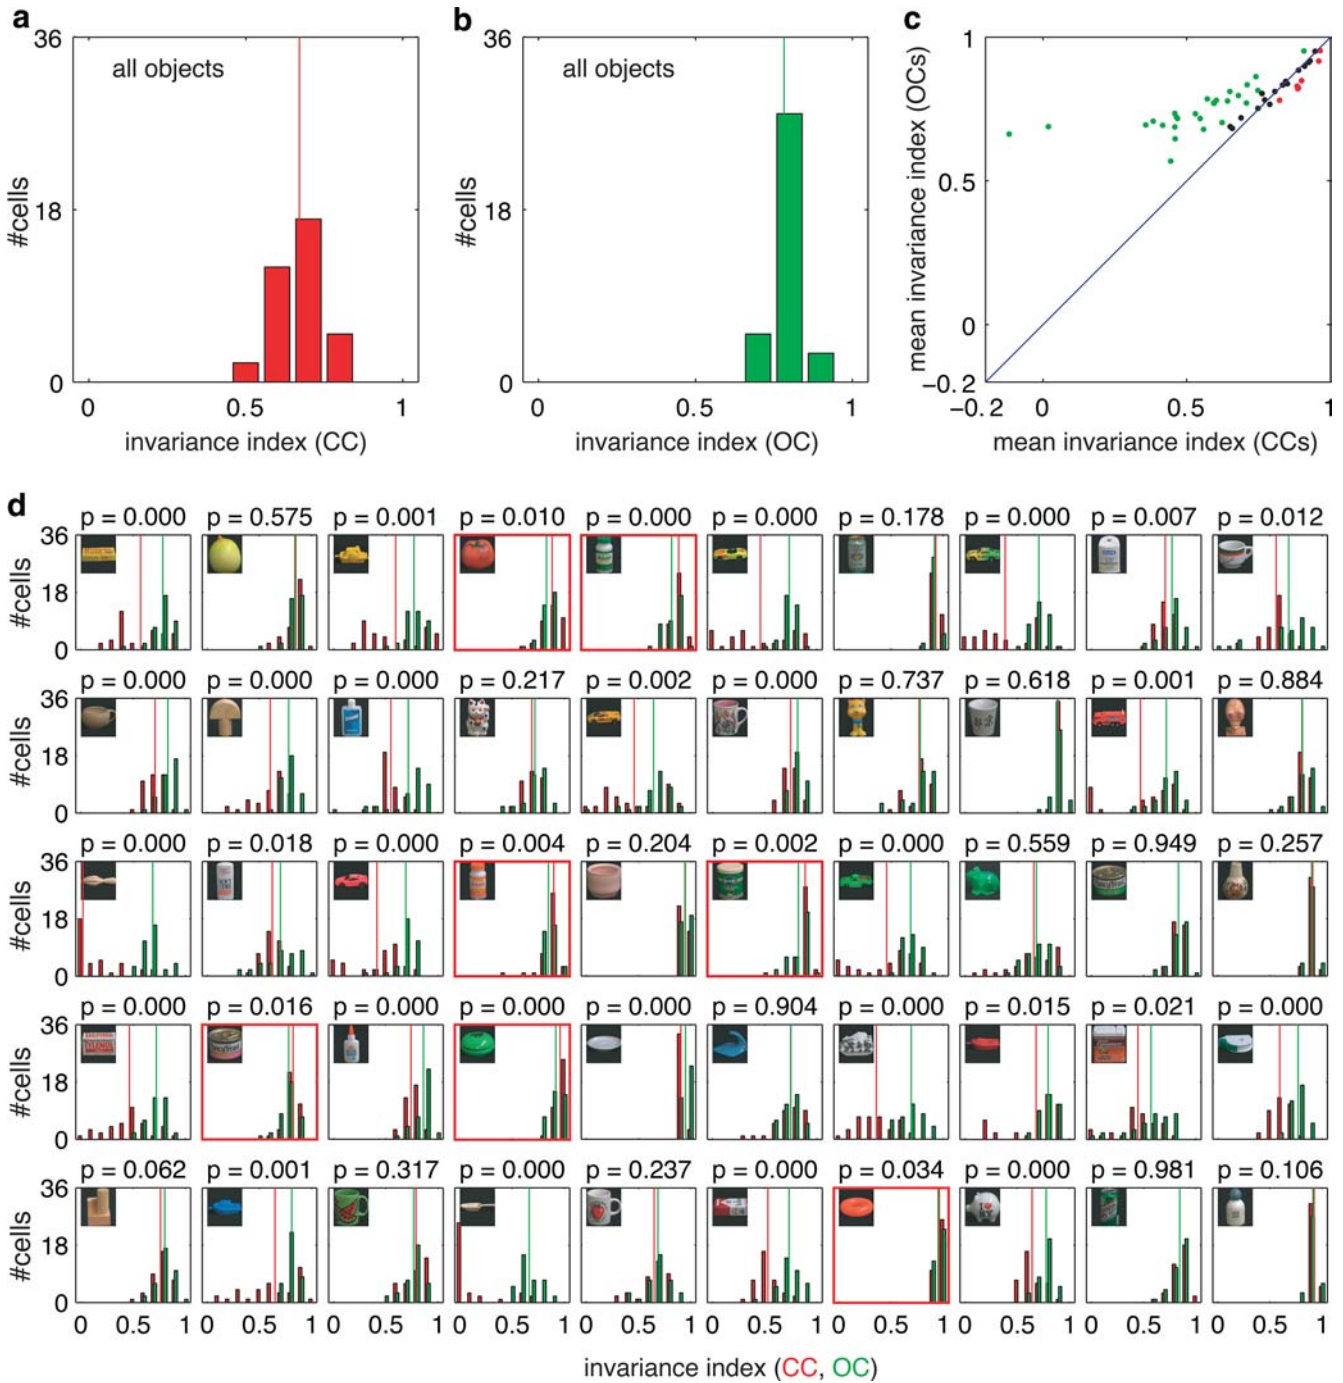 a
b
c
36
18
0
#cells
all objects
0 0.5 1
invariance index (CC)
36
18
0
#cells
all objects
0 0.5 1
invariance index (OC)
1
0.5
0
−0.2
mean invariance index (OCs)
−0.2 0 0.5 1
mean invariance index (CCs)
d
p = 0.000 p = 0.575 p = 0.001 p = 0.010 p = 0.000 p = 0.000 p = 0.178 p = 0.000 p = 0.007 p = 0.012
36
18
0
#cells
p = 0.000 p = 0.000 p = 0.000 p = 0.217 p = 0.002 p = 0.000 p = 0.737 p = 0.618 p = 0.001 p = 0.884
36
18
0
#cells
p = 0.000 p = 0.018 p = 0.000 p = 0.004 p = 0.204 p = 0.002 p = 0.000 p = 0.559 p = 0.949 p = 0.257
36
18
0
#cells
p = 0.000 p = 0.016 p = 0.000 p = 0.000 p = 0.000 p = 0.904 p = 0.000 p = 0.015 p = 0.021 p = 0.000
36
18
0
#cells
p = 0.062 p = 0.001 p = 0.317 p = 0.000 p = 0.237 p = 0.000 p = 0.034 p = 0.000 p = 0.981 p = 0.106
36
18
0
#cells
0 0.5 1 0 0.5 1 0 0.5 1 0 0.5 1 0 0.5 1 0 0.5 1 0 0.5 1 0 0.5 1 0 0.5 1 0 0.5 1
invariance index (CC, OC)